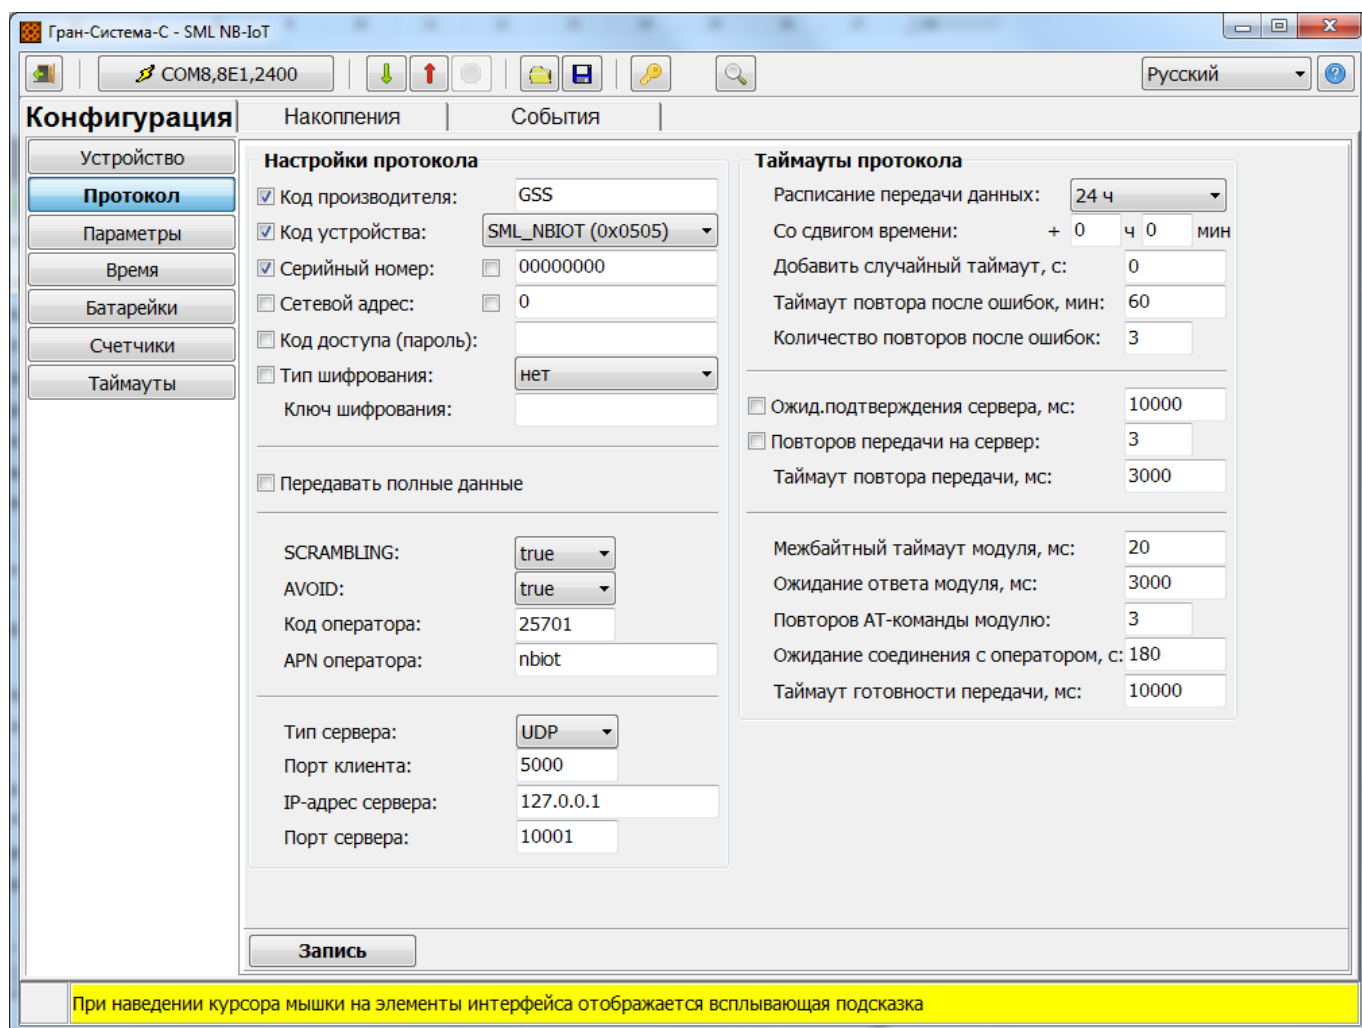 Гран-Система-С - SML NB-IoT
COM8,8E1,2400
Русский
Конфигурация
Накопления
События
Устройство
Протокол
Параметры
Время
Батарейки
Счетчики
Таймауты
Настройки протокола
Код производителя: GSS
Код устройства: SML_NBIOT (0x0505)
Серийный номер: 00000000
Сетевой адрес: 0
Код доступа (пароль):
Тип шифрования: нет
Ключ шифрования:
Передавать полные данные
SCRAMBLING: true
AVOID: true
Код оператора: 25701
APN оператора: nbiot
Тип сервера: UDP
Порт клиента: 5000
IP-адрес сервера: 127.0.0.1
Порт сервера: 10001
Таймауты протокола
Расписание передачи данных: 24 ч
Со сдвигом времени: + 0 ч 0 мин
Добавить случайный таймаут, с: 0
Таймаут повтора после ошибок, мин: 60
Количество повторов после ошибок: 3
Ожид.подтверждения сервера, мс: 10000
Повторов передачи на сервер: 3
Таймаут повтора передачи, мс: 3000
Межбайтный таймаут модуля, мс: 20
Ожидание ответа модуля, мс: 3000
Повторов АТ-команды модулю: 3
Ожидание соединения с оператором, с: 180
Таймаут готовности передачи, мс: 10000
Запись
При наведении курсора мышки на элементы интерфейса отображается всплывающая подсказка